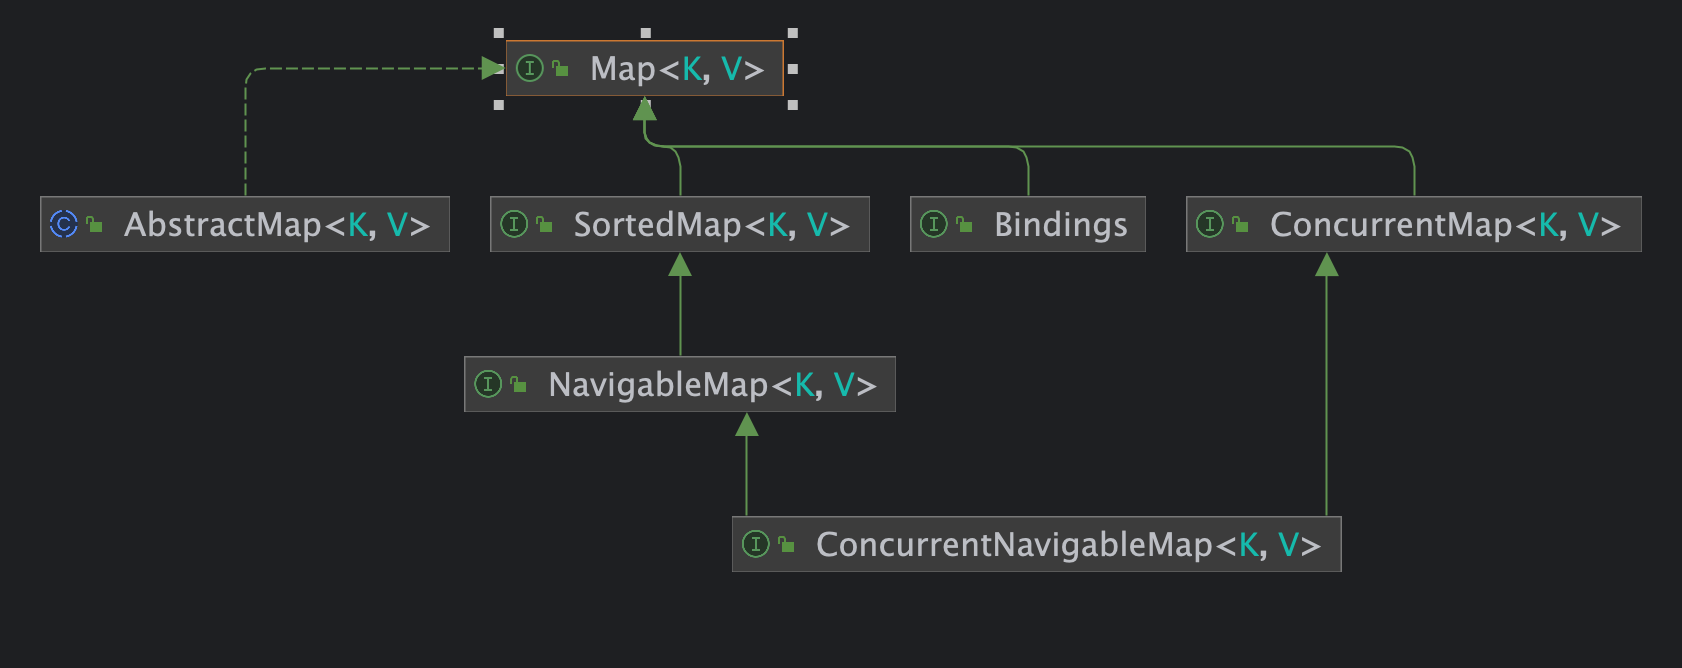 Map<K, V>
AbstractMap<K, V>
SortedMap<K, V>
Bindings
ConcurrentMap<K, V>
NavigableMap<K, V>
ConcurrentNavigableMap<K, V>